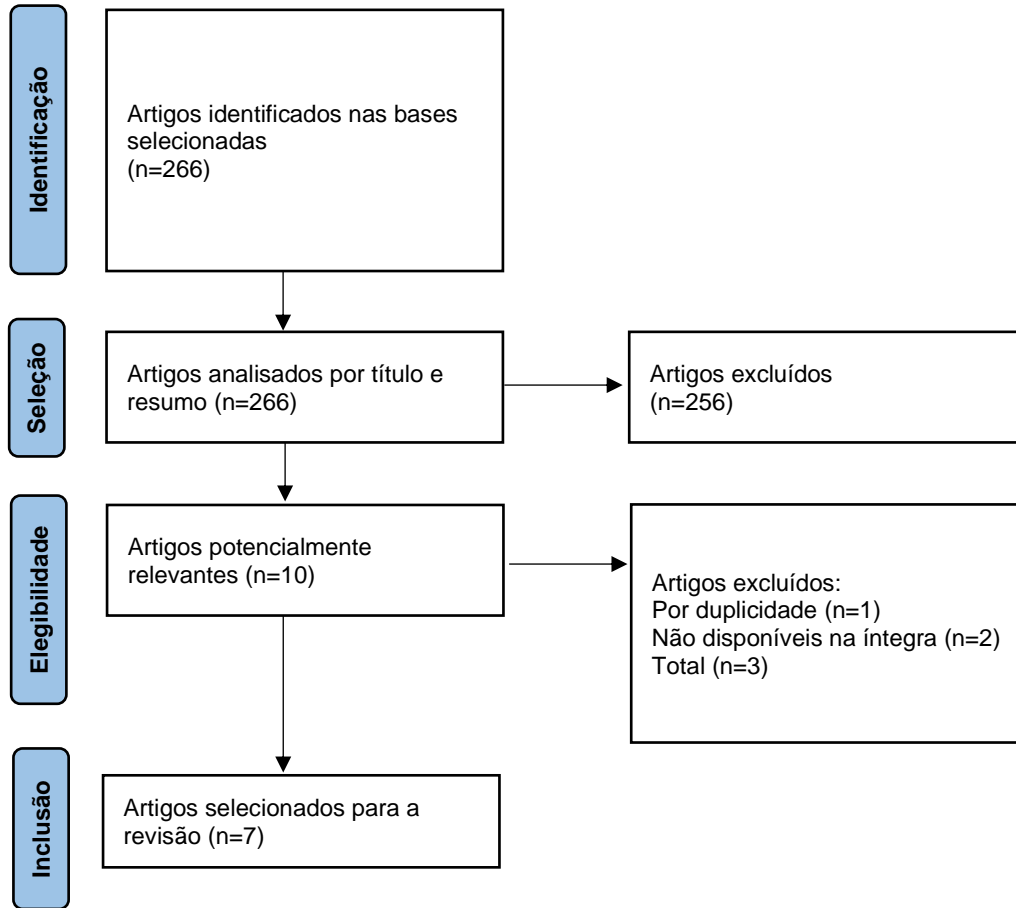 Identificação
Artigos identificados nas bases
selecionadas
(n=266)
Seleção
Artigos analisados por título e
resumo (n=266)
Artigos excluídos
(n=256)
Elegibilidade
Artigos potencialmente
relevantes (n=10)
Artigos excluídos:
Por duplicidade (n=1)
Não disponíveis na íntegra (n=2)
Total (n=3)
Inclusão
Artigos selecionados para a
revisão (n=7)